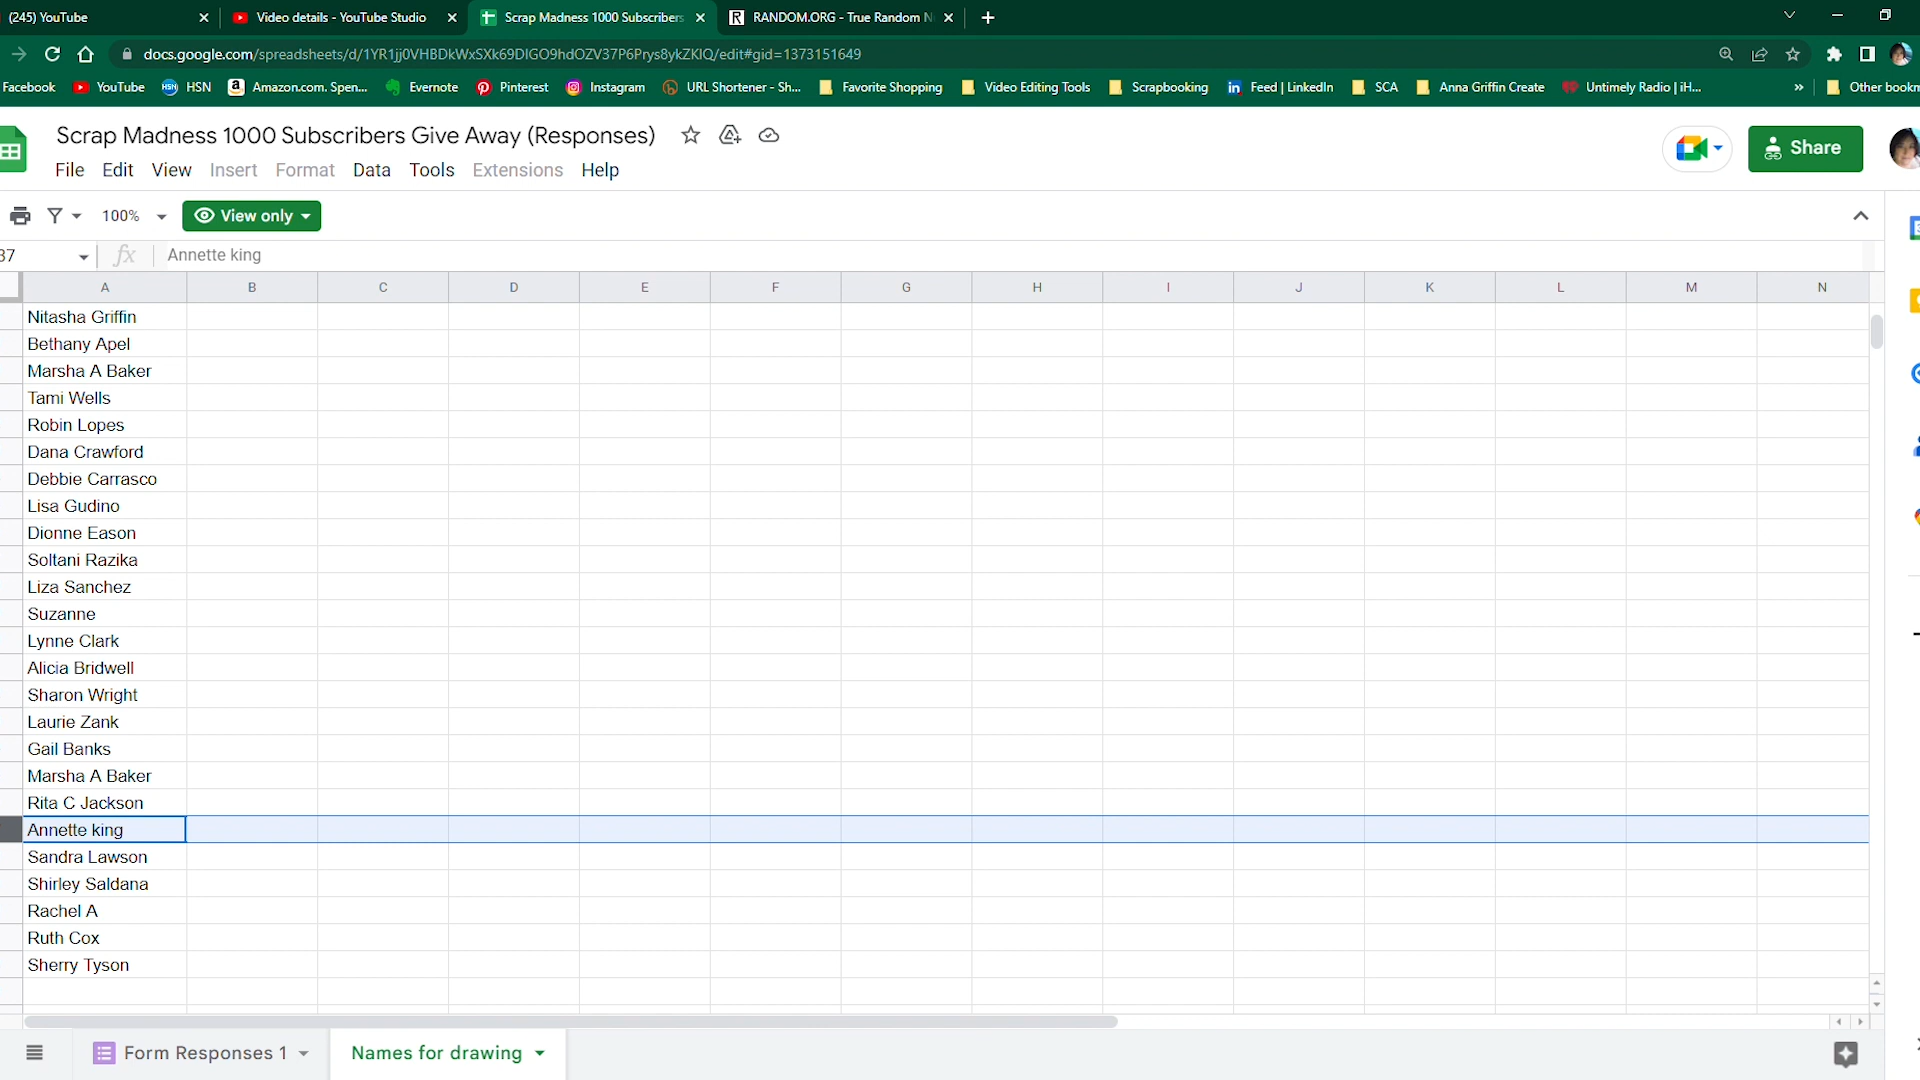 (245) YouTube
Video details - YouTube Studio
Scrap Madness 1000 Subscribers
RANDOM.ORG - True Random N
docs.google.com/spreadsheets/d/1YR1jj0VHBDkWxSXk69DIGO9hdOZV37P6Prys8ykZKIQ/edit#gid=1373151649
Facebook YouTube HSN Amazon.com. Spen... Evernote Pinterest Instagram URL Shortener - Sh... Favorite Shopping Video Editing Tools Scrapbooking Feed | LinkedIn SCA Anna Griffin Create Untimely Radio | iH... » Other bookm
Scrap Madness 1000 Subscribers Give Away (Responses)
Share
File Edit View Insert Format Data Tools Extensions Help
100% View only
37 fx Annette king
A B C D E F G H I J K L M N
Nitasha Griffin
Bethany Apel
Marsha A Baker
Tami Wells
Robin Lopes
Dana Crawford
Debbie Carrasco
Lisa Gudino
Dionne Eason
Soltani Razika
Liza Sanchez
Suzanne
Lynne Clark
Alicia Bridwell
Sharon Wright
Laurie Zank
Gail Banks
Marsha A Baker
Rita C Jackson
Annette king
Sandra Lawson
Shirley Saldana
Rachel A
Ruth Cox
Sherry Tyson
Form Responses 1
Names for drawing